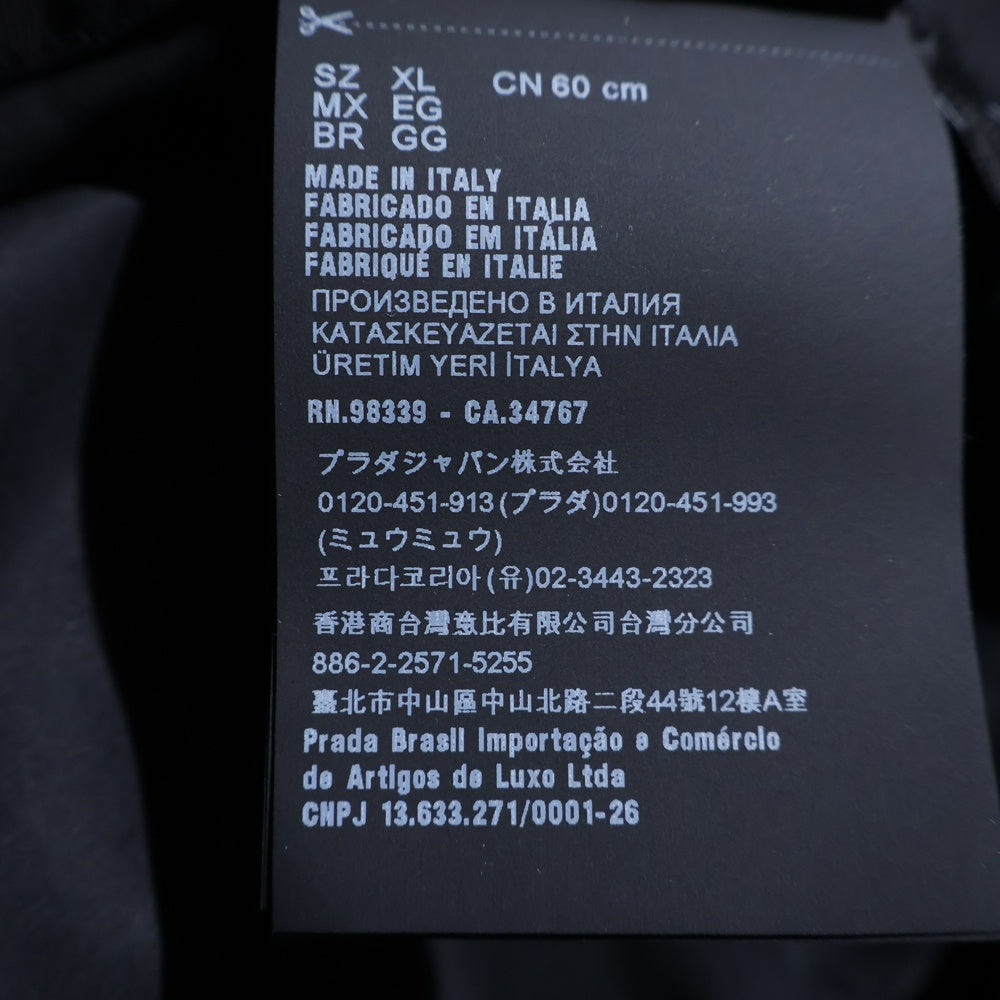 SZ XL CN 60 cm
MX EG
BR GG
MADE IN ITALY
FABRICADO EN ITALIA
FABRICADO EM ITÁLIA
FABRIQUÉ EN ITALIE
ПРОИЗВЕДЕНО В ИТАЛИЯ
ΚΑΤΑΣΚΕΥΑΖΕΤΑΙ ΣΤΗΝ ΙΤΑΛΙΑ
ÜRETİM YERİ İTALYA
RN.98339 - CA.34767
プラダジャパン株式会社
0120-451-913(プラダ)0120-451-993
(ミュウミュウ)
프라다코리아(유)02-3443-2323
香港商台灣意比有限公司台灣分公司
886-2-2571-5255
臺北市中山區中山北路二段44號12樓A室
Prada Brasil Importação e Comércio
de Artigos de Luxo Ltda
CNPJ 13.633.271/0001-26